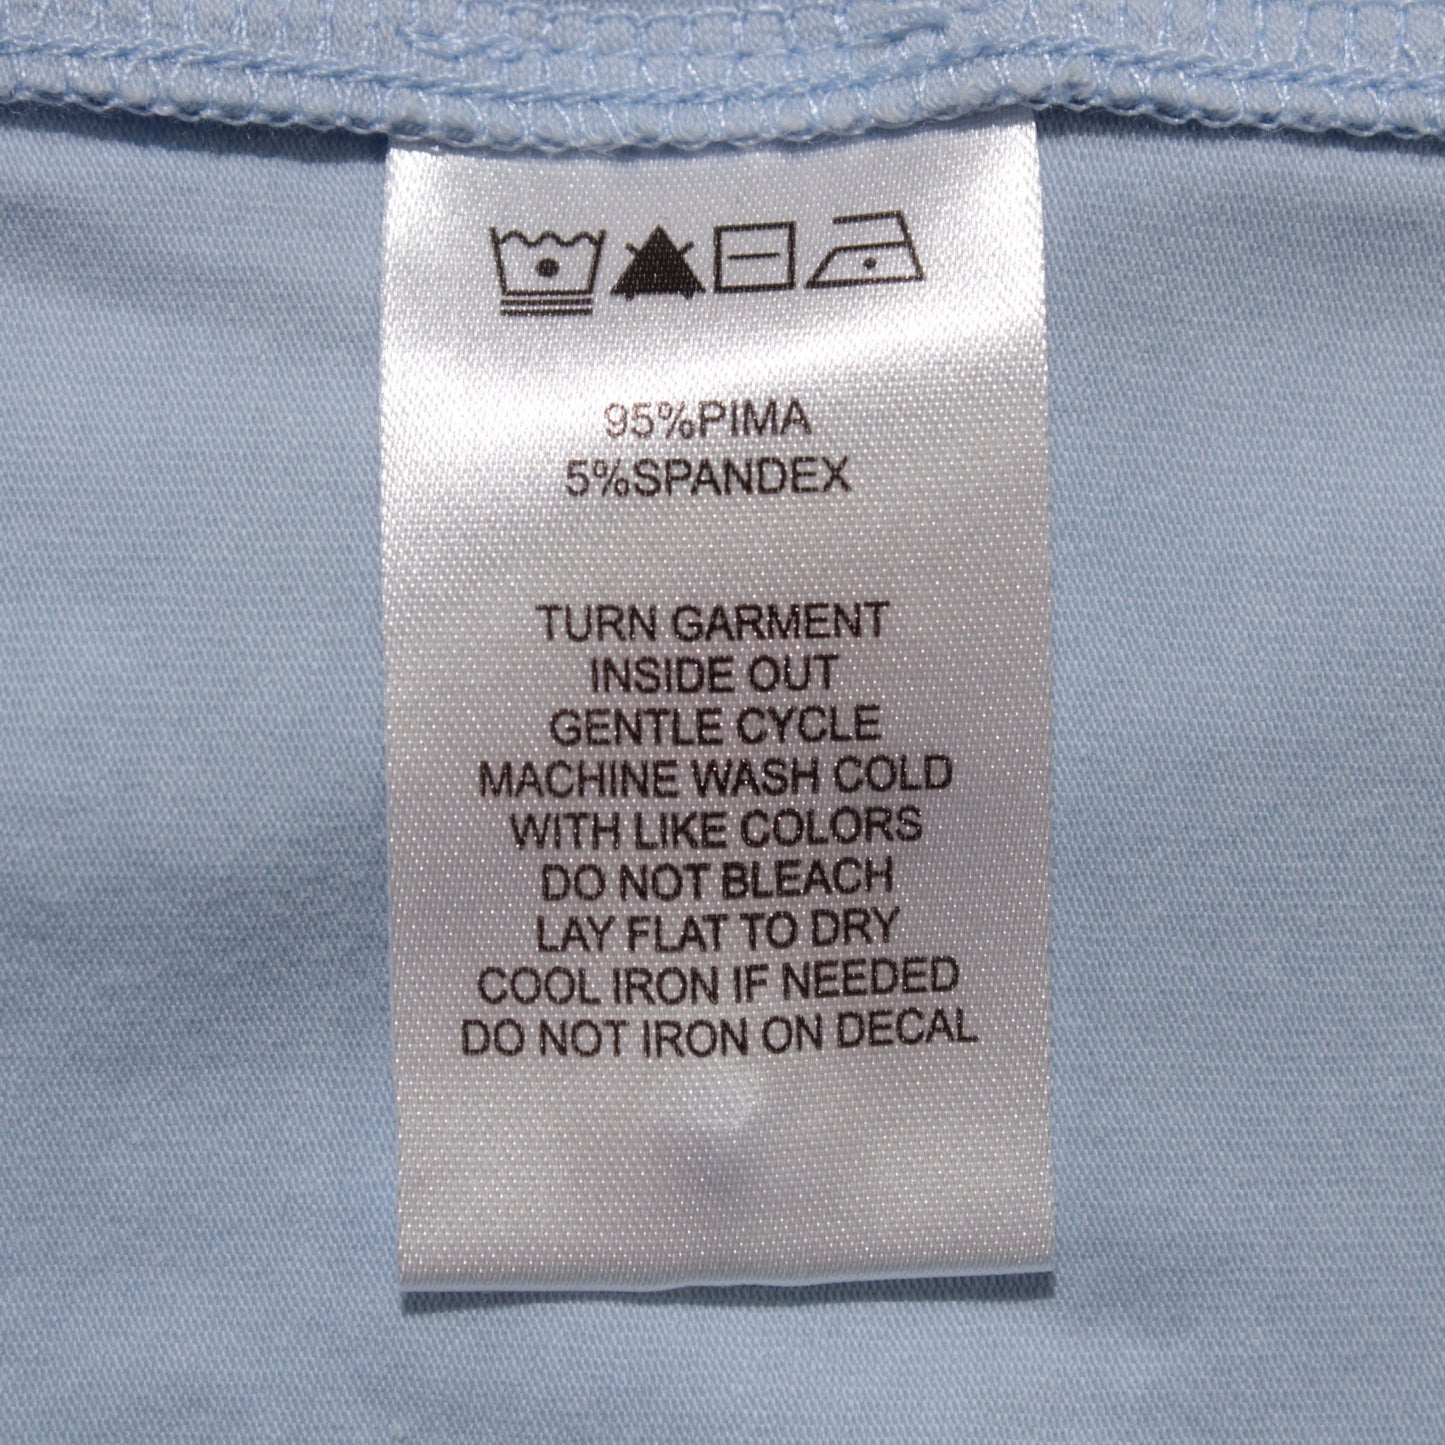 95%PIMA
5%SPANDEX
TURN GARMENT
INSIDE OUT
GENTLE CYCLE
MACHINE WASH COLD
WITH LIKE COLORS
DO NOT BLEACH
LAY FLAT TO DRY
COOL IRON IF NEEDED
DO NOT IRON ON DECAL